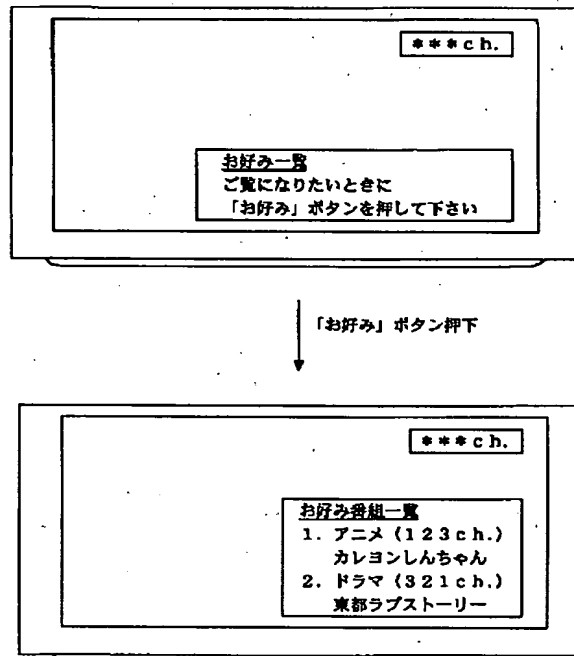 ***ch.
お好み一覧
ご覧になりたいときに
「お好み」ボタンを押して下さい
「お好み」ボタン押下
***ch.
お好み番組一覧
1. アニメ (123ch.)
カレヨンしんちゃん
2. ドラマ (321ch.)
東都ラブストーリー